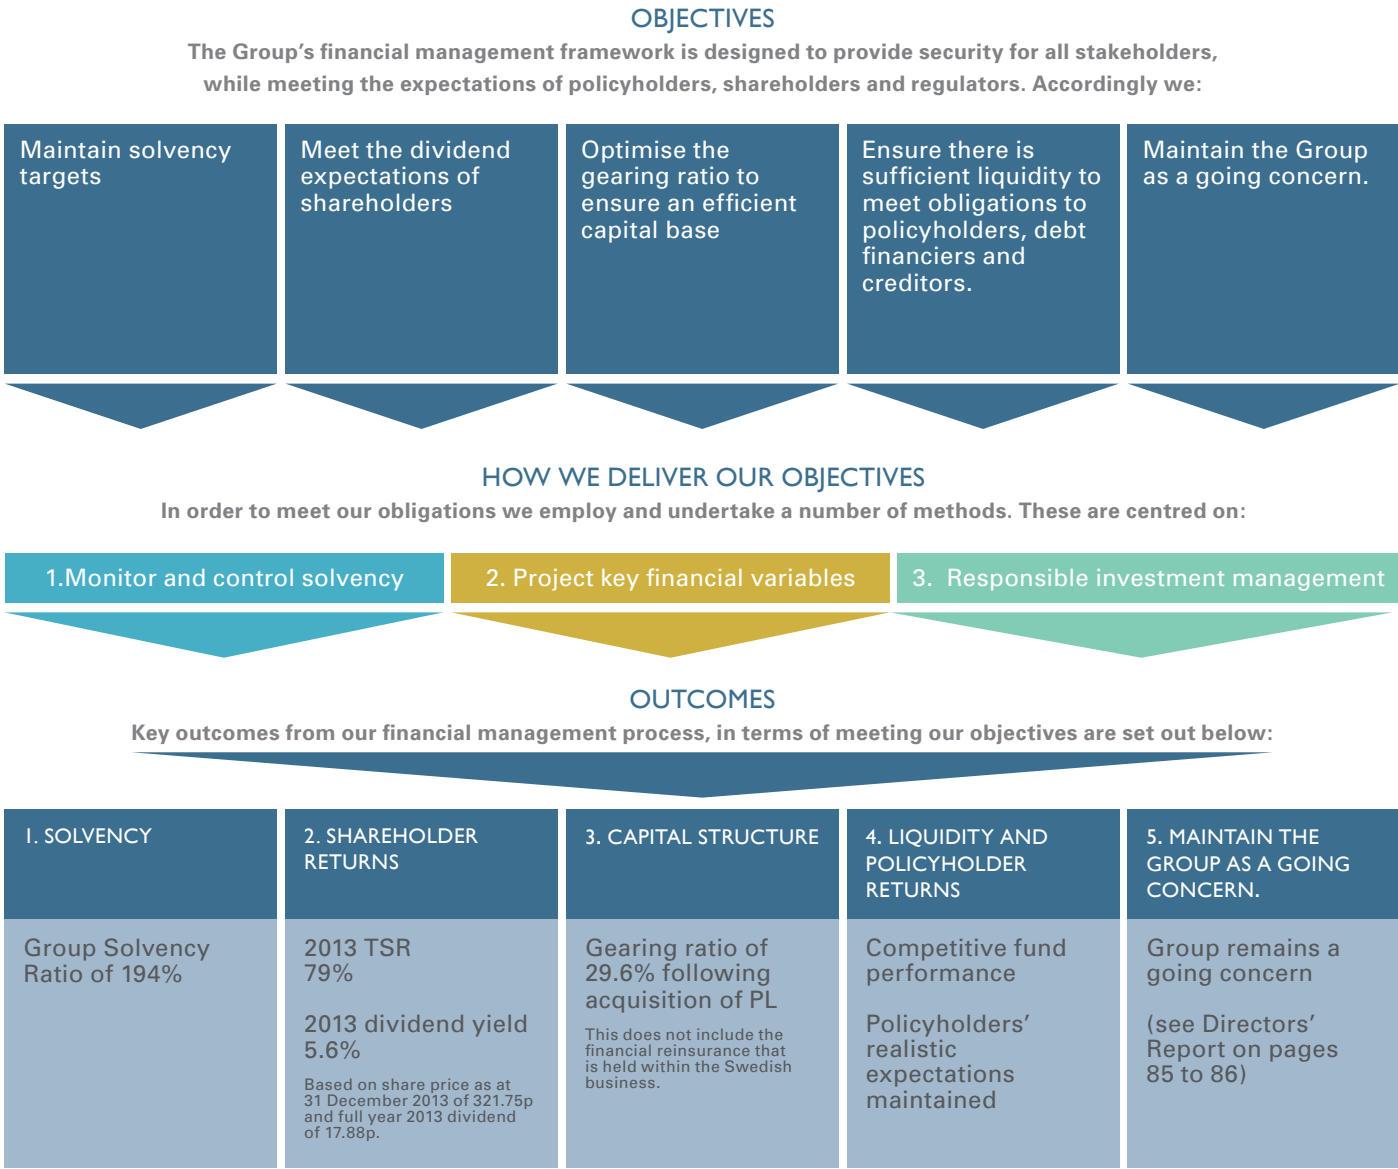 OBJECTIVES
The Group’s financial management framework is designed to provide security for all stakeholders,
while meeting the expectations of policyholders, shareholders and regulators. Accordingly we:
Maintain solvency
targets
Meet the dividend
expectations of
shareholders
Optimise the
gearing ratio to
ensure an efficient
capital base
Ensure there is
sufficient liquidity to
meet obligations to
policyholders, debt
financiers and
creditors.
Maintain the Group
as a going concern.
HOW WE DELIVER OUR OBJECTIVES
In order to meet our obligations we employ and undertake a number of methods. These are centred on:
1.Monitor and control solvency
2. Project key financial variables
3. Responsible investment management
OUTCOMES
Key outcomes from our financial management process, in terms of meeting our objectives are set out below:
1. SOLVENCY
Group Solvency
Ratio of 194%
2. SHAREHOLDER
RETURNS
2013 TSR
79%
2013 dividend yield
5.6%
Based on share price as at
31 December 2013 of 321.75p
and full year 2013 dividend
of 17.88p.
3. CAPITAL STRUCTURE
Gearing ratio of
29.6% following
acquisition of PL
This does not include the
financial reinsurance that
is held within the Swedish
business.
4. LIQUIDITY AND
POLICYHOLDER
RETURNS
Competitive fund
performance
Policyholders’
realistic
expectations
maintained
5. MAINTAIN THE
GROUP AS A GOING
CONCERN.
Group remains a
going concern
(see Directors’
Report on pages
85 to 86)